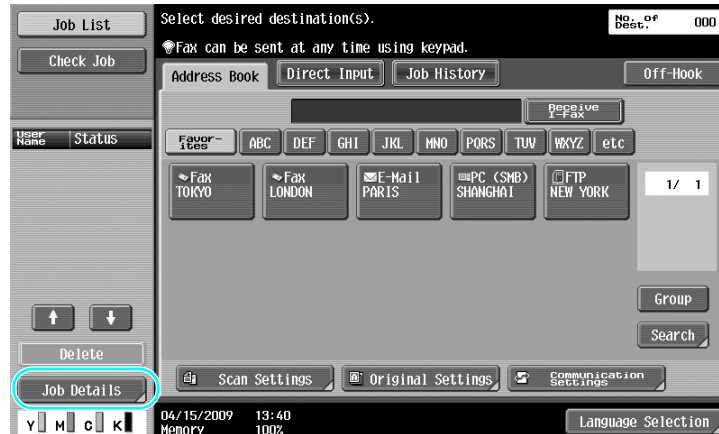 Job List
Check Job
User Name
Status
Delete
Job Details
Y M C K
Select desired destination(s).
No. of Dest. 000
Fax can be sent at any time using keypad.
Address Book
Direct Input
Job History
Off-Hook
Receive I-Fax
Favor-ites
ABC
DEF
GHI
JKL
MNO
PQRS
TUV
WXYZ
etc
Fax
TOKYO
Fax
LONDON
E-Mail
PARIS
PC (SMB)
SHANGHAI
FTP
NEW YORK
1/ 1
Group
Search
Scan Settings
Original Settings
Communication Settings
04/15/2009 13:40
Memory 100%
Language Selection